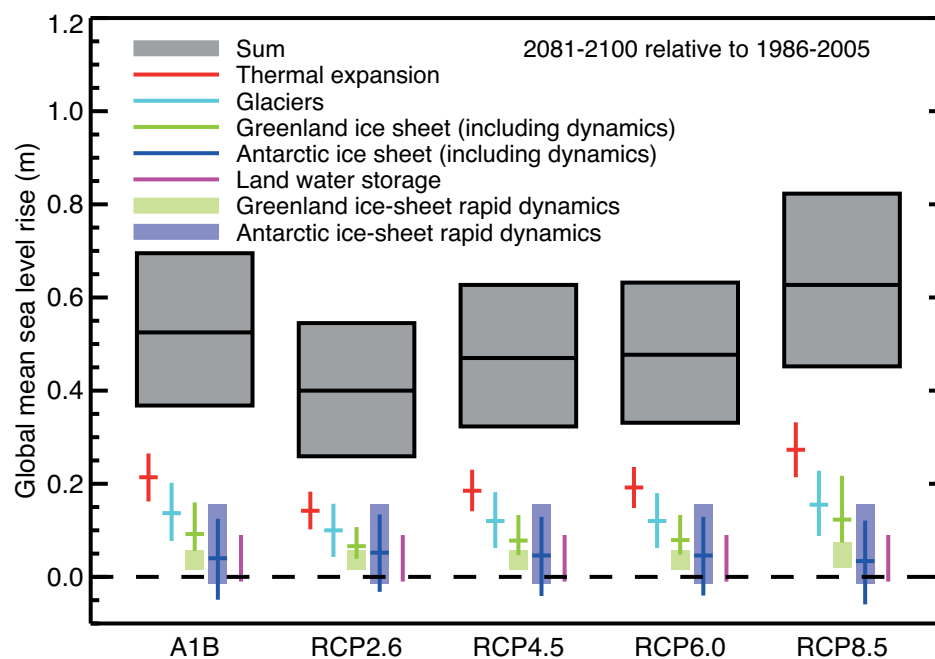 1.2
1.0
0.8
0.6
0.4
0.2
0.0
Global mean sea level rise (m)
2081-2100 relative to 1986-2005
Sum
Thermal expansion
Glaciers
Greenland ice sheet (including dynamics)
Antarctic ice sheet (including dynamics)
Land water storage
Greenland ice-sheet rapid dynamics
Antarctic ice-sheet rapid dynamics
A1B
RCP2.6
RCP4.5
RCP6.0
RCP8.5